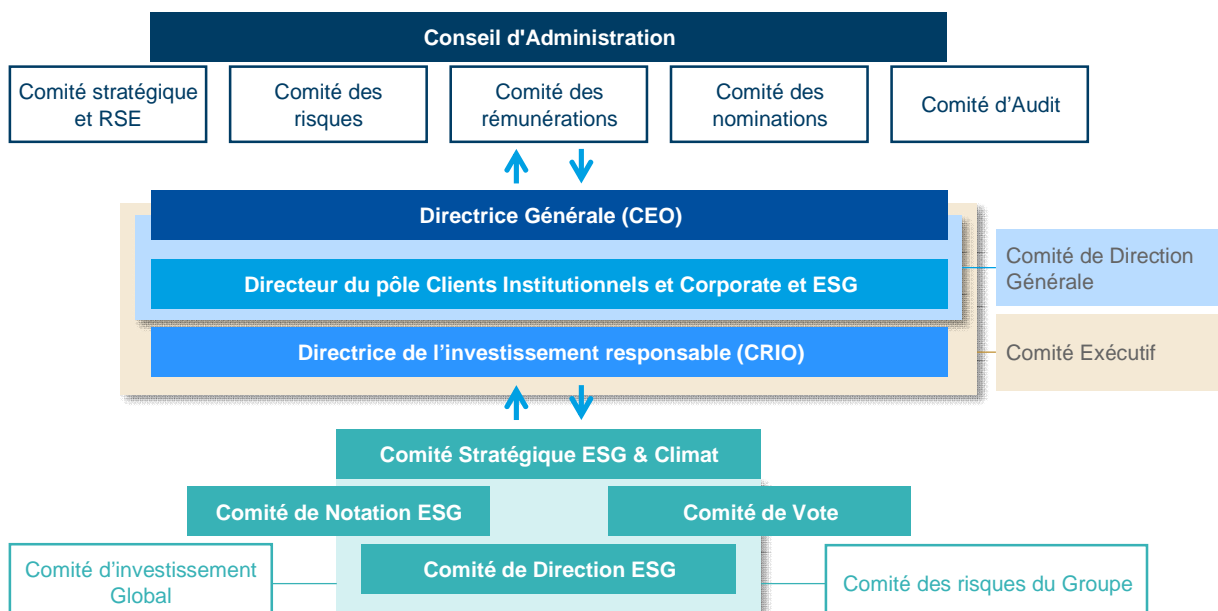 Conseil d'Administration
Comité stratégique
et RSE
Comité des
risques
Comité des
rémunérations
Comité des
nominations
Comité d’Audit
Directrice Générale (CEO)
Comité de Direction
Générale
Directeur du pôle Clients Institutionnels et Corporate et ESG
Directrice de l’investissement responsable (CRIO)
Comité Exécutif
Comité Stratégique ESG & Climat
Comité de Notation ESG
Comité de Vote
Comité d’investissement
Global
Comité de Direction ESG
Comité des risques du Groupe